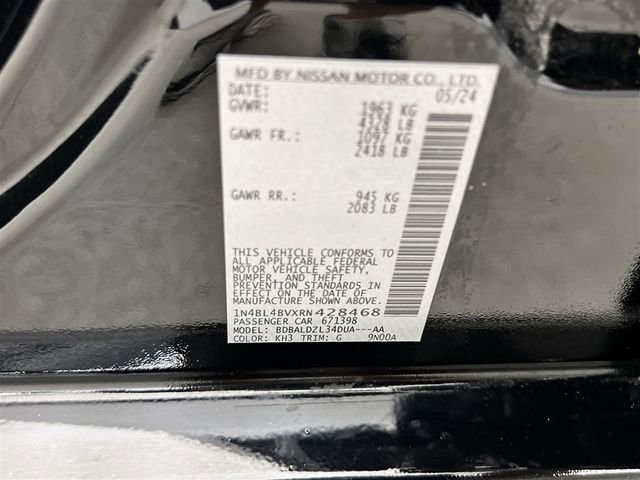 MFD BY NISSAN MOTOR CO., LTD.
DATE: 05/24
GVWR: 1963 KG
4328 LB
GAWR FR.: 1097 KG
2418 LB
GAWR RR.: 945 KG
2083 LB
THIS VEHICLE CONFORMS TO
ALL APPLICABLE FEDERAL
MOTOR VEHICLE SAFETY,
BUMPER, AND THEFT
PREVENTION STANDARDS
IN EFFECT ON THE DATE OF
MANUFACTURE SHOWN ABOVE.
1N4BL4BVXRN428468
PASSENGER CAR 671398
MODEL: BDBALDZL34DUA---AA
COLOR: KH3 TRIM: G 9N00A